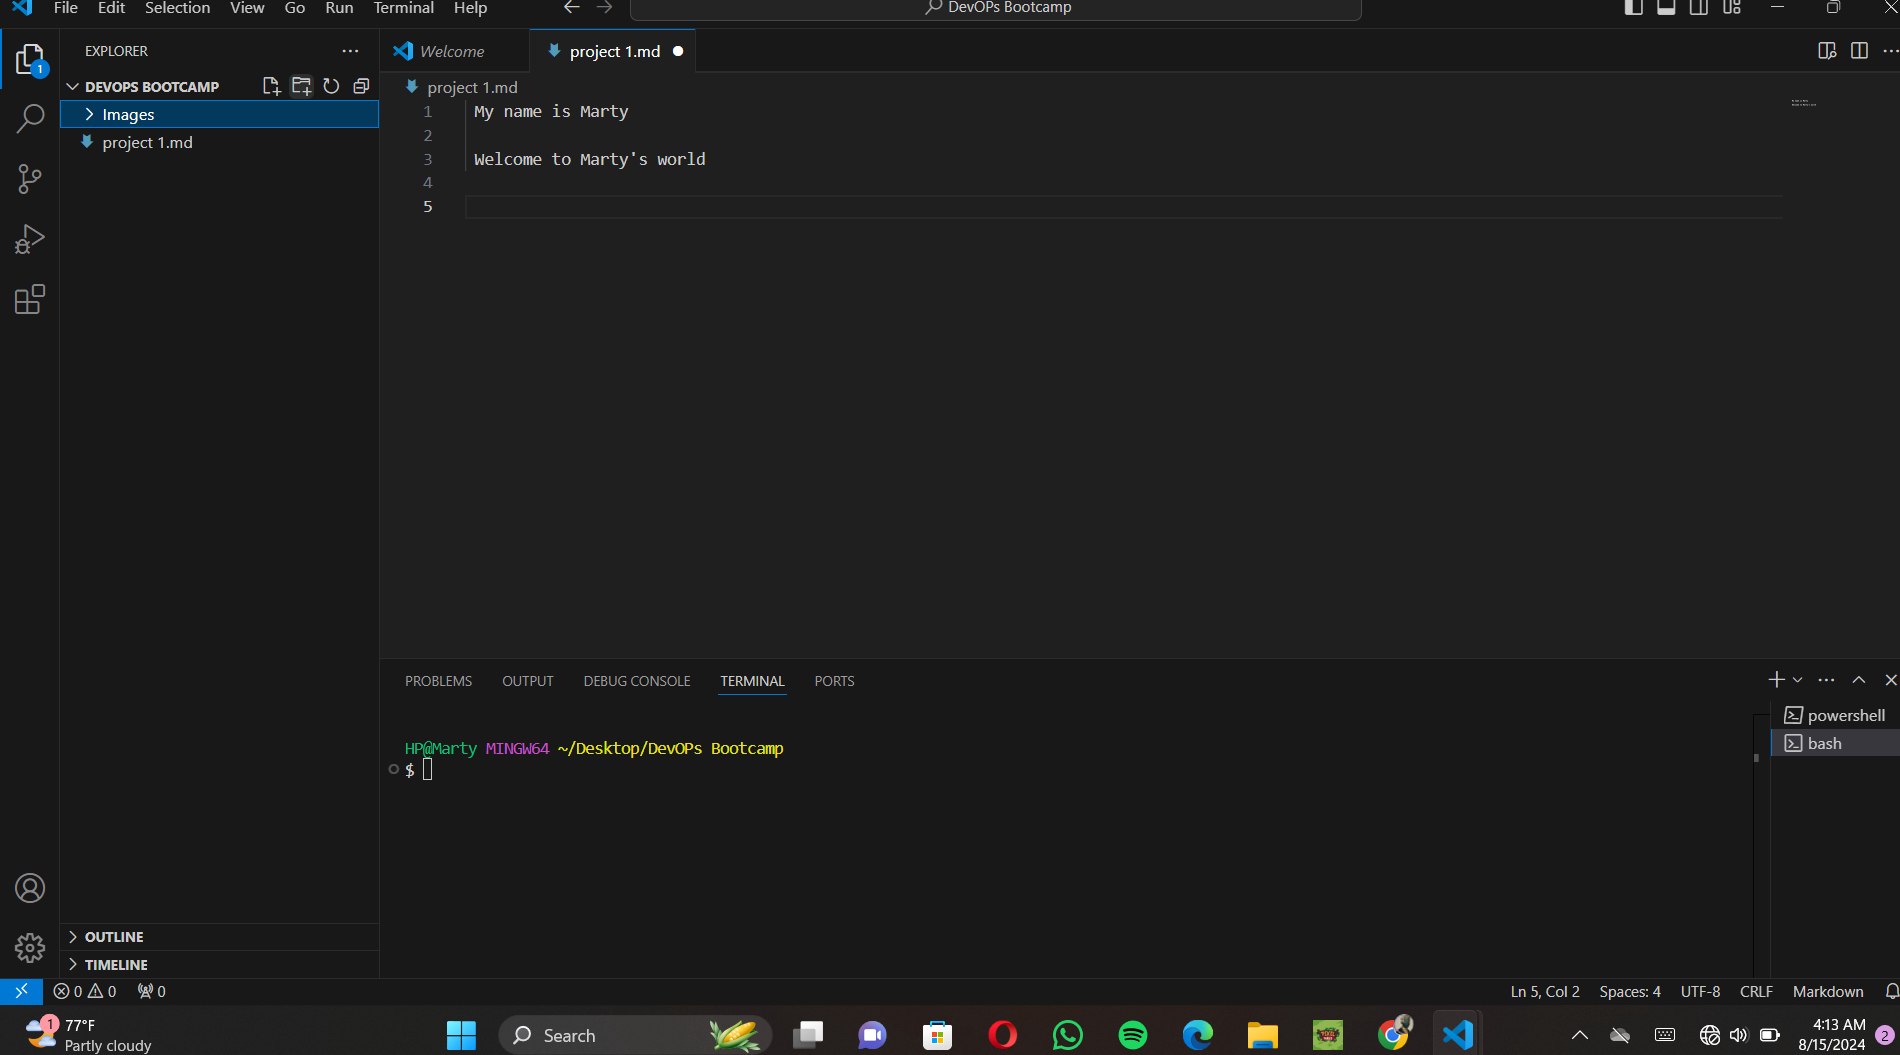 File Edit Selection View Go Run Terminal Help
DevOPs Bootcamp
EXPLORER
Welcome
project 1.md
DEVOPS BOOTCAMP
Images
project 1.md
project 1.md
1 My name is Marty
2
3 Welcome to Marty's world
4
5
PROBLEMS OUTPUT DEBUG CONSOLE TERMINAL PORTS
powershell
bash
HP@Marty MINGW64 ~/Desktop/DevOPs Bootcamp
$
OUTLINE
TIMELINE
0 0 0
Ln 5, Col 2 Spaces: 4 UTF-8 CRLF Markdown
1
1
77°F
Partly cloudy
Search
4:13 AM
8/15/2024
2